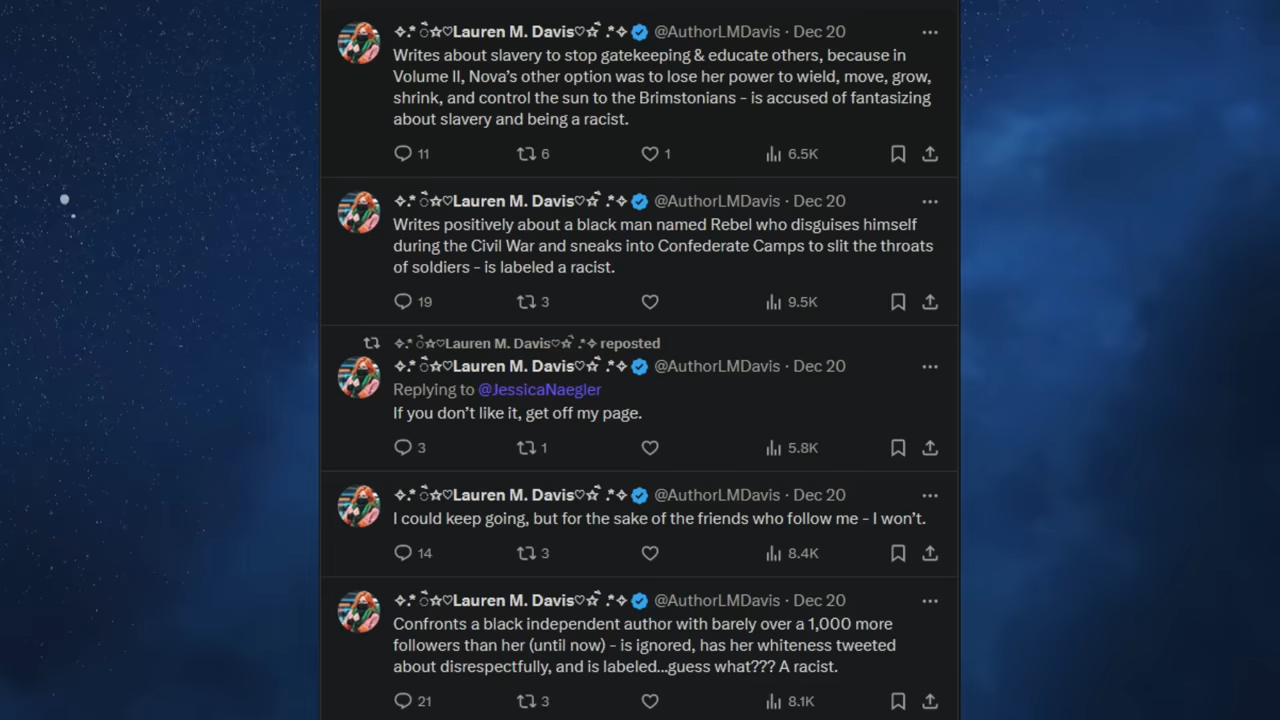 ✧.* ꙳☆♡Lauren M. Davis♡☆ ̽ .*✧ @AuthorLMDavis · Dec 20
Writes about slavery to stop gatekeeping & educate others, because in
Volume II, Nova’s other option was to lose her power to wield, move, grow,
shrink, and control the sun to the Brimstonians - is accused of fantasizing
about slavery and being a racist.
11 6 1 6.5K
✧.* ꙳☆♡Lauren M. Davis♡☆ ̽ .*✧ @AuthorLMDavis · Dec 20
Writes positively about a black man named Rebel who disguises himself
during the Civil War and sneaks into Confederate Camps to slit the throats
of soldiers - is labeled a racist.
19 3 9.5K
✧.* ꙳☆♡Lauren M. Davis♡☆ ̽ .*✧ reposted
✧.* ꙳☆♡Lauren M. Davis♡☆ ̽ .*✧ @AuthorLMDavis · Dec 20
Replying to @JessicaNaegler
If you don’t like it, get off my page.
3 1 5.8K
✧.* ꙳☆♡Lauren M. Davis♡☆ ̽ .*✧ @AuthorLMDavis · Dec 20
I could keep going, but for the sake of the friends who follow me - I won’t.
14 3 8.4K
✧.* ꙳☆♡Lauren M. Davis♡☆ ̽ .*✧ @AuthorLMDavis · Dec 20
Confronts a black independent author with barely over a 1,000 more
followers than her (until now) - is ignored, has her whiteness tweeted
about disrespectfully, and is labeled...guess what??? A racist.
21 3 8.1K